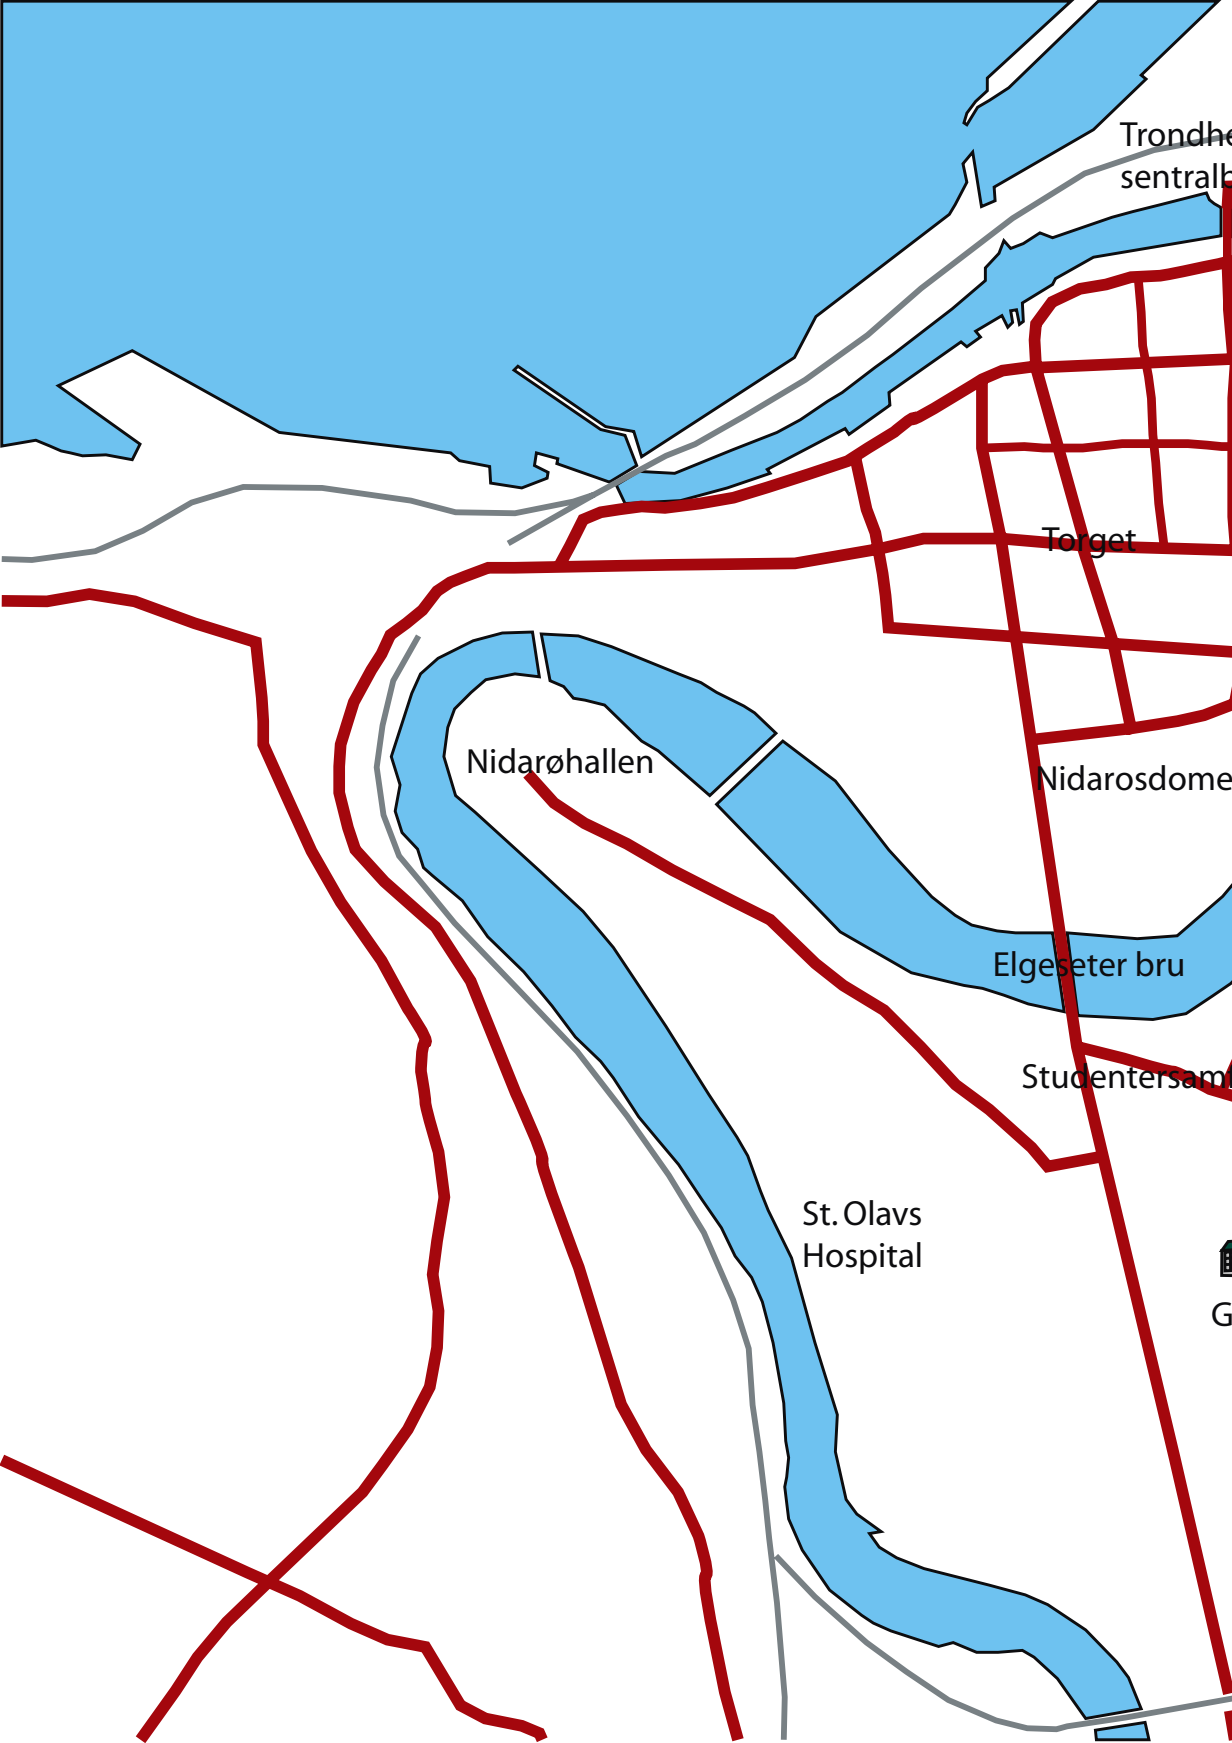 Trondhe
sentralb
Torget
Nidarøhallen
Nidarosdome
Elgeseter bru
Studentersam
St. Olavs
Hospital
G